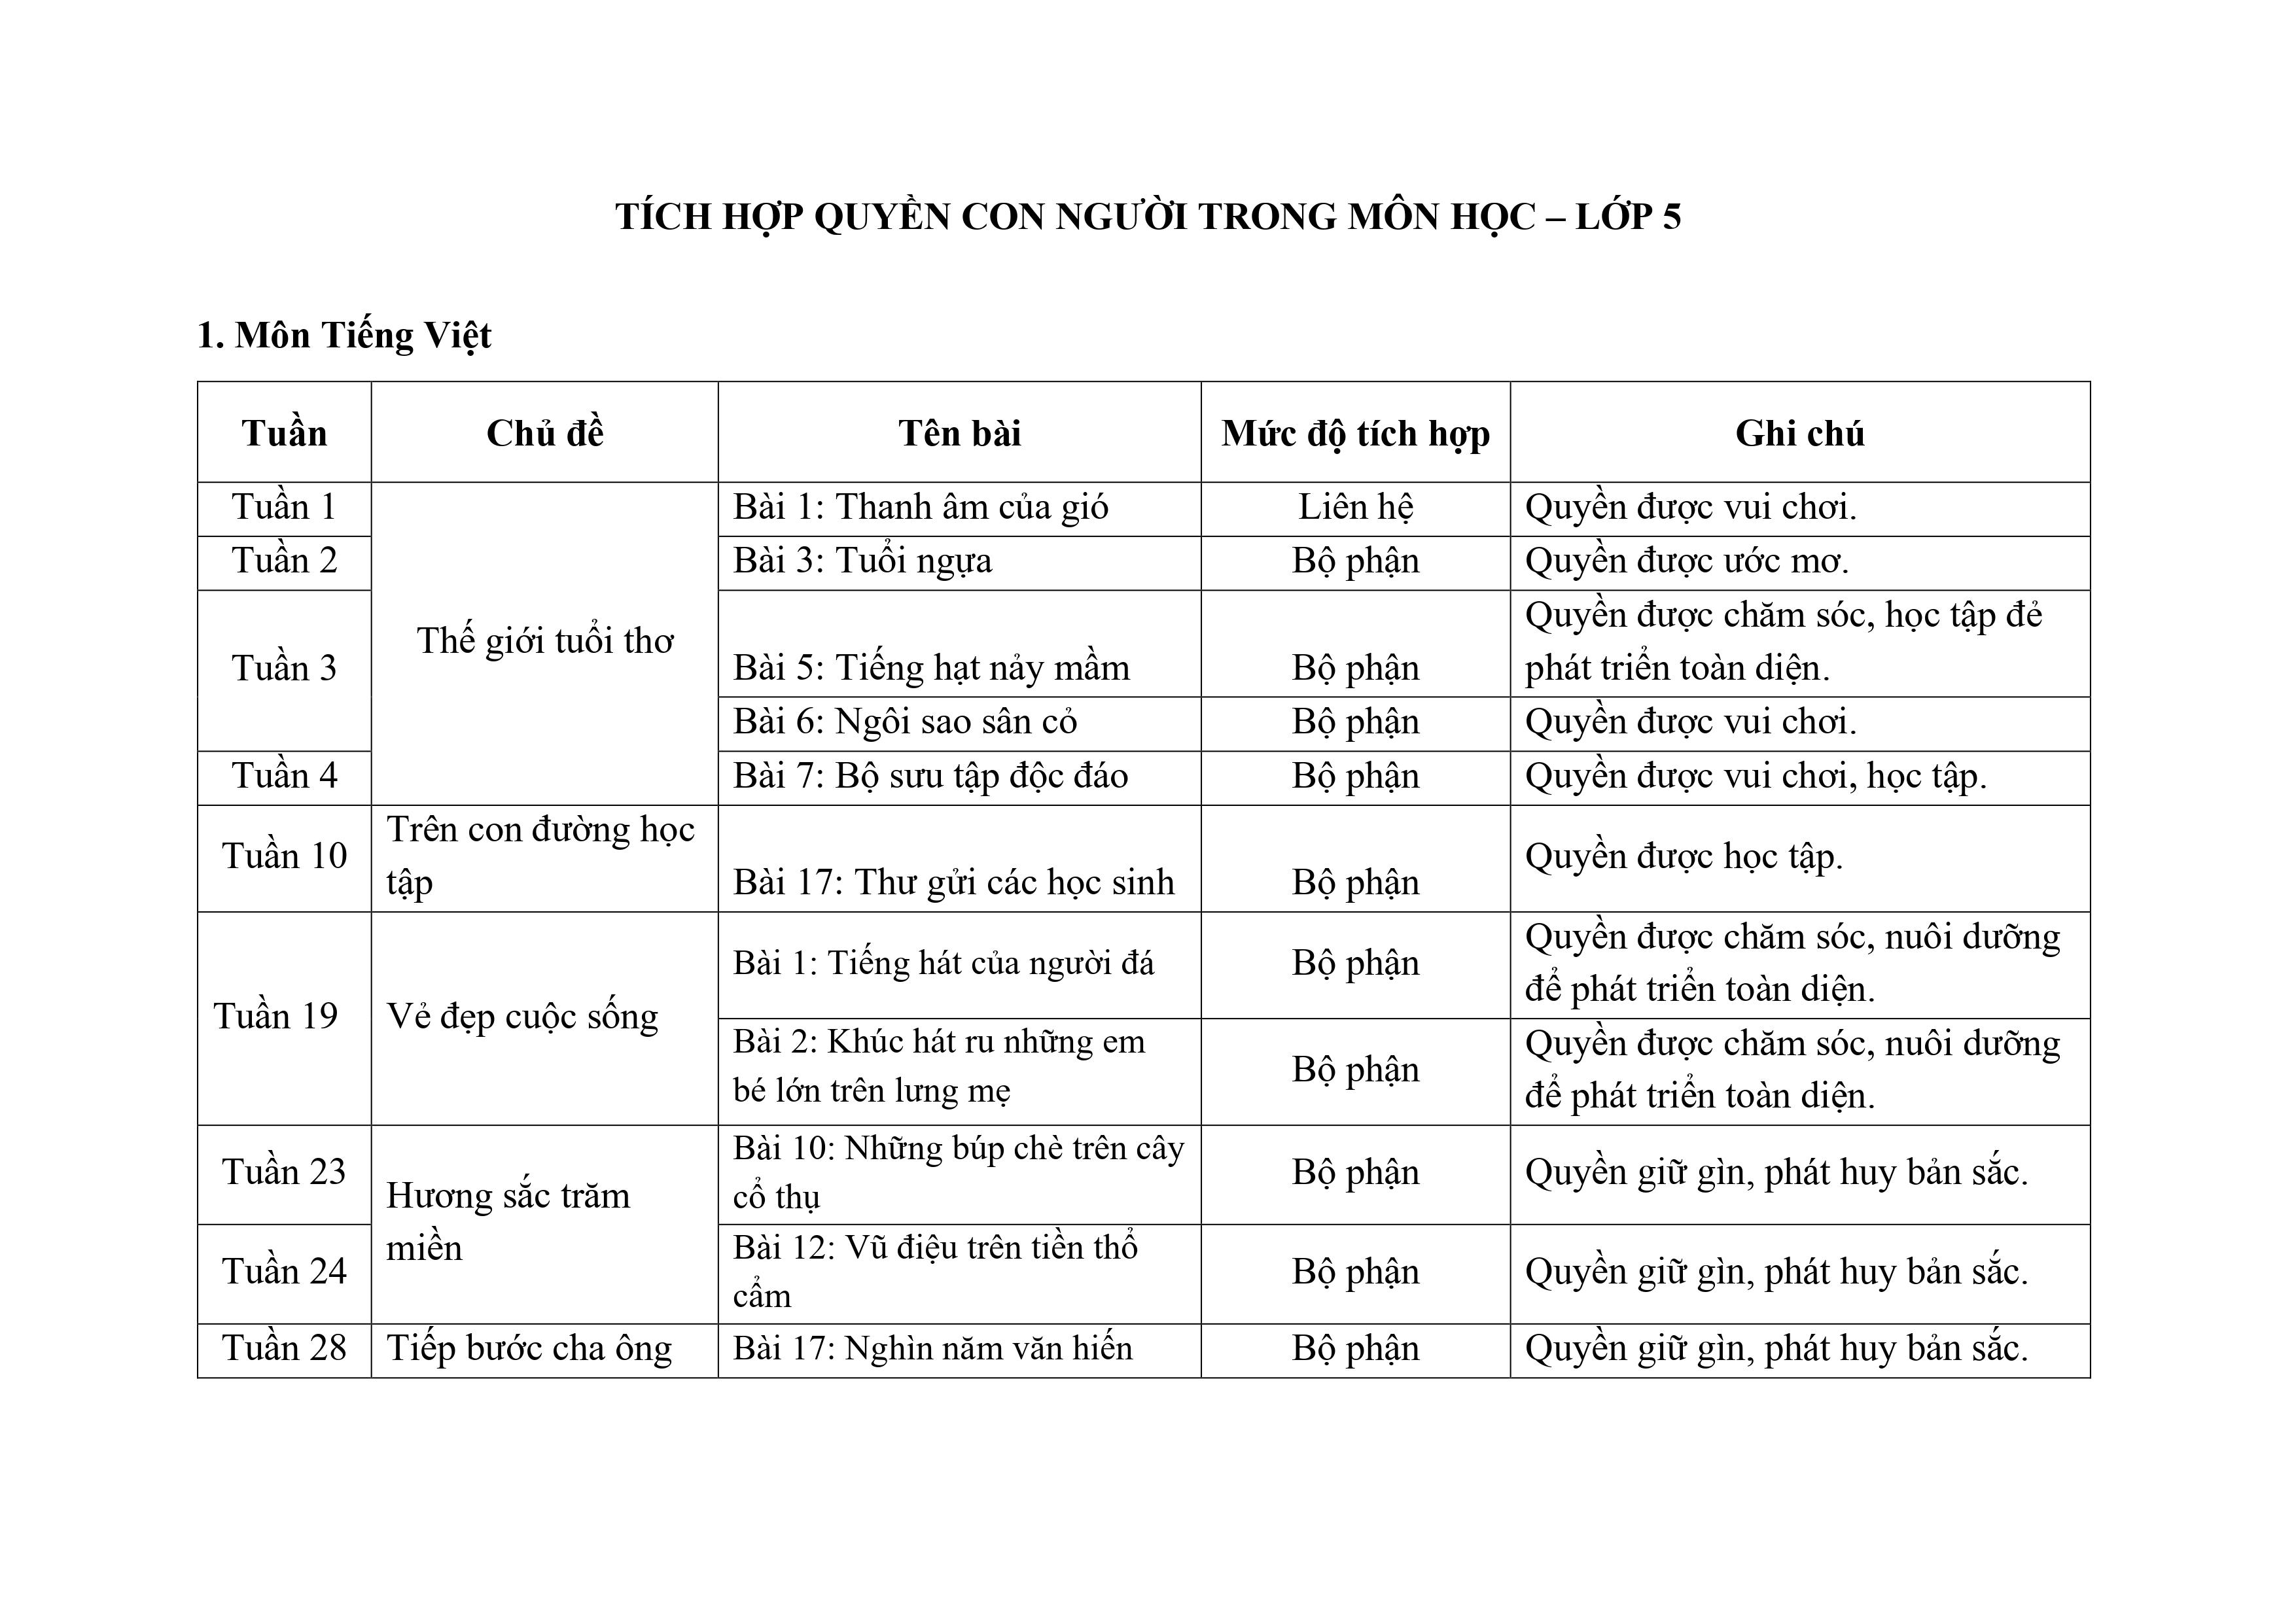 TÍCH HỢP QUYỀN CON NGƯỜI TRONG MÔN HỌC – LỚP 5
1. Môn Tiếng Việt
Tuần Chủ đề Tên bài Mức độ tích hợp Ghi chú
Tuần 1 Bài 1: Thanh âm của gió Liên hệ Quyền được vui chơi.
Tuần 2 Bài 3: Tuổi ngựa Bộ phận Quyền được ước mơ.
Thế giới tuổi thơ
Quyền được chăm sóc, học tập đẻ
Tuần 3 Bài 5: Tiếng hạt nảy mầm Bộ phận phát triển toàn diện.
Bài 6: Ngôi sao sân cỏ Bộ phận Quyền được vui chơi.
Tuần 4 Bài 7: Bộ sưu tập độc đáo Bộ phận Quyền được vui chơi, học tập.
Trên con đường học
Tuần 10 Quyền được học tập.
tập Bài 17: Thư gửi các học sinh Bộ phận
Tuần 19 Vẻ đẹp cuộc sống
Bài 1: Tiếng hát của người đá Bộ phận Quyền được chăm sóc, nuôi dưỡng
để phát triển toàn diện.
Bài 2: Khúc hát ru những em
bé lớn trên lưng mẹ Bộ phận Quyền được chăm sóc, nuôi dưỡng
để phát triển toàn diện.
Tuần 23 Hương sắc trăm
miền
Bài 10: Những búp chè trên cây
cổ thụ Bộ phận Quyền giữ gìn, phát huy bản sắc.
Tuần 24 Bài 12: Vũ điệu trên tiền thổ
cẩm Bộ phận Quyền giữ gìn, phát huy bản sắc.
Tuần 28 Tiếp bước cha ông Bài 17: Nghìn năm văn hiến Bộ phận Quyền giữ gìn, phát huy bản sắc.